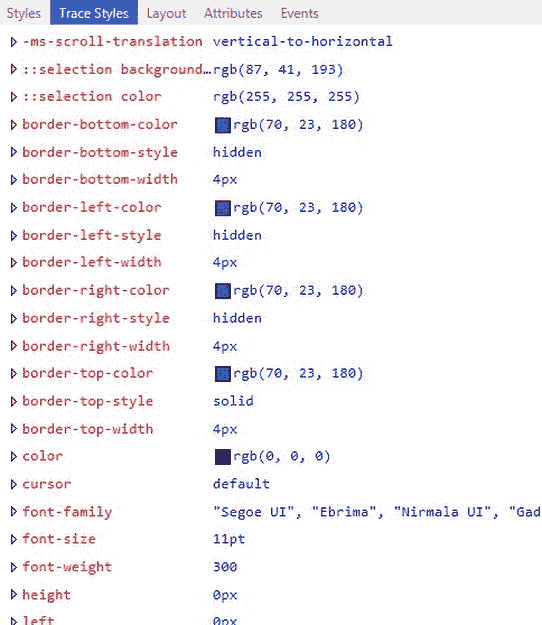 Styles Trace Styles Layout Attributes Events
-ms-scroll-translation vertical-to-horizontal
::selection background... rgb(87, 41, 193)
::selection color rgb(255, 255, 255)
border-bottom-color rgb(70, 23, 180)
border-bottom-style hidden
border-bottom-width 4px
border-left-color rgb(70, 23, 180)
border-left-style hidden
border-left-width 4px
border-right-color rgb(70, 23, 180)
border-right-style hidden
border-right-width 4px
border-top-color rgb(70, 23, 180)
border-top-style solid
border-top-width 4px
color rgb(0, 0, 0)
cursor default
font-family "Segoe UI", "Ebrima", "Nirmala UI", "Gad
font-size 11pt
font-weight 300
height 0px
left 0px